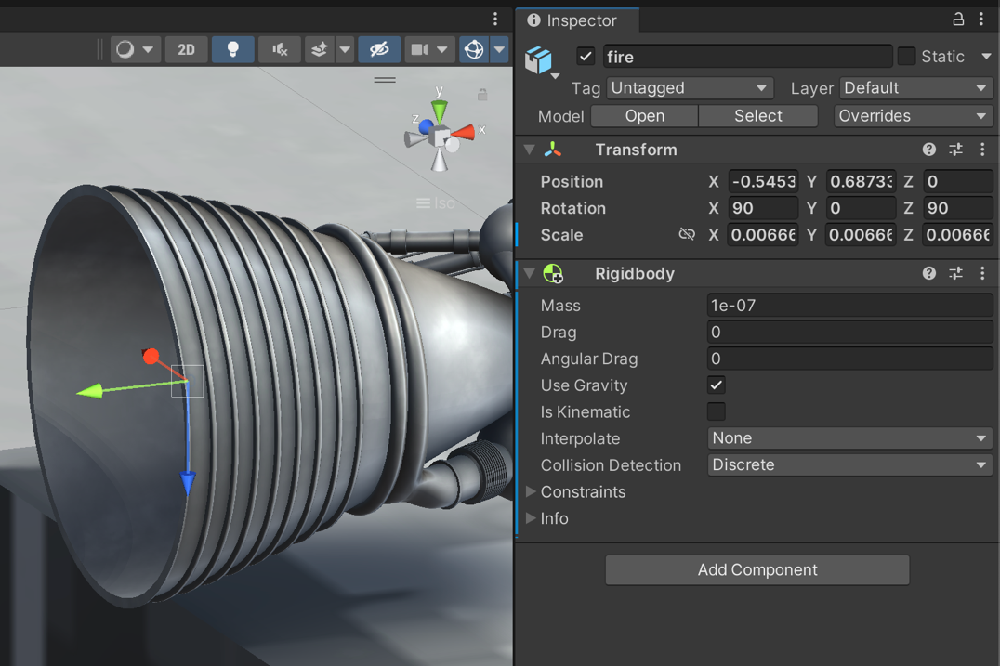 Inspector
2D
fire
Static
Tag Untagged Layer Default
Model Open Select Overrides
y
z
x
Iso
Transform
Position X -0.5453 Y 0.6873 Z 0
Rotation X 90 Y 0 Z 90
Scale X 0.00666 Y 0.00666 Z 0.00666
Rigidbody
Mass 1e-07
Drag 0
Angular Drag 0
Use Gravity
Is Kinematic
Interpolate None
Collision Detection Discrete
Constraints
Info
Add Component